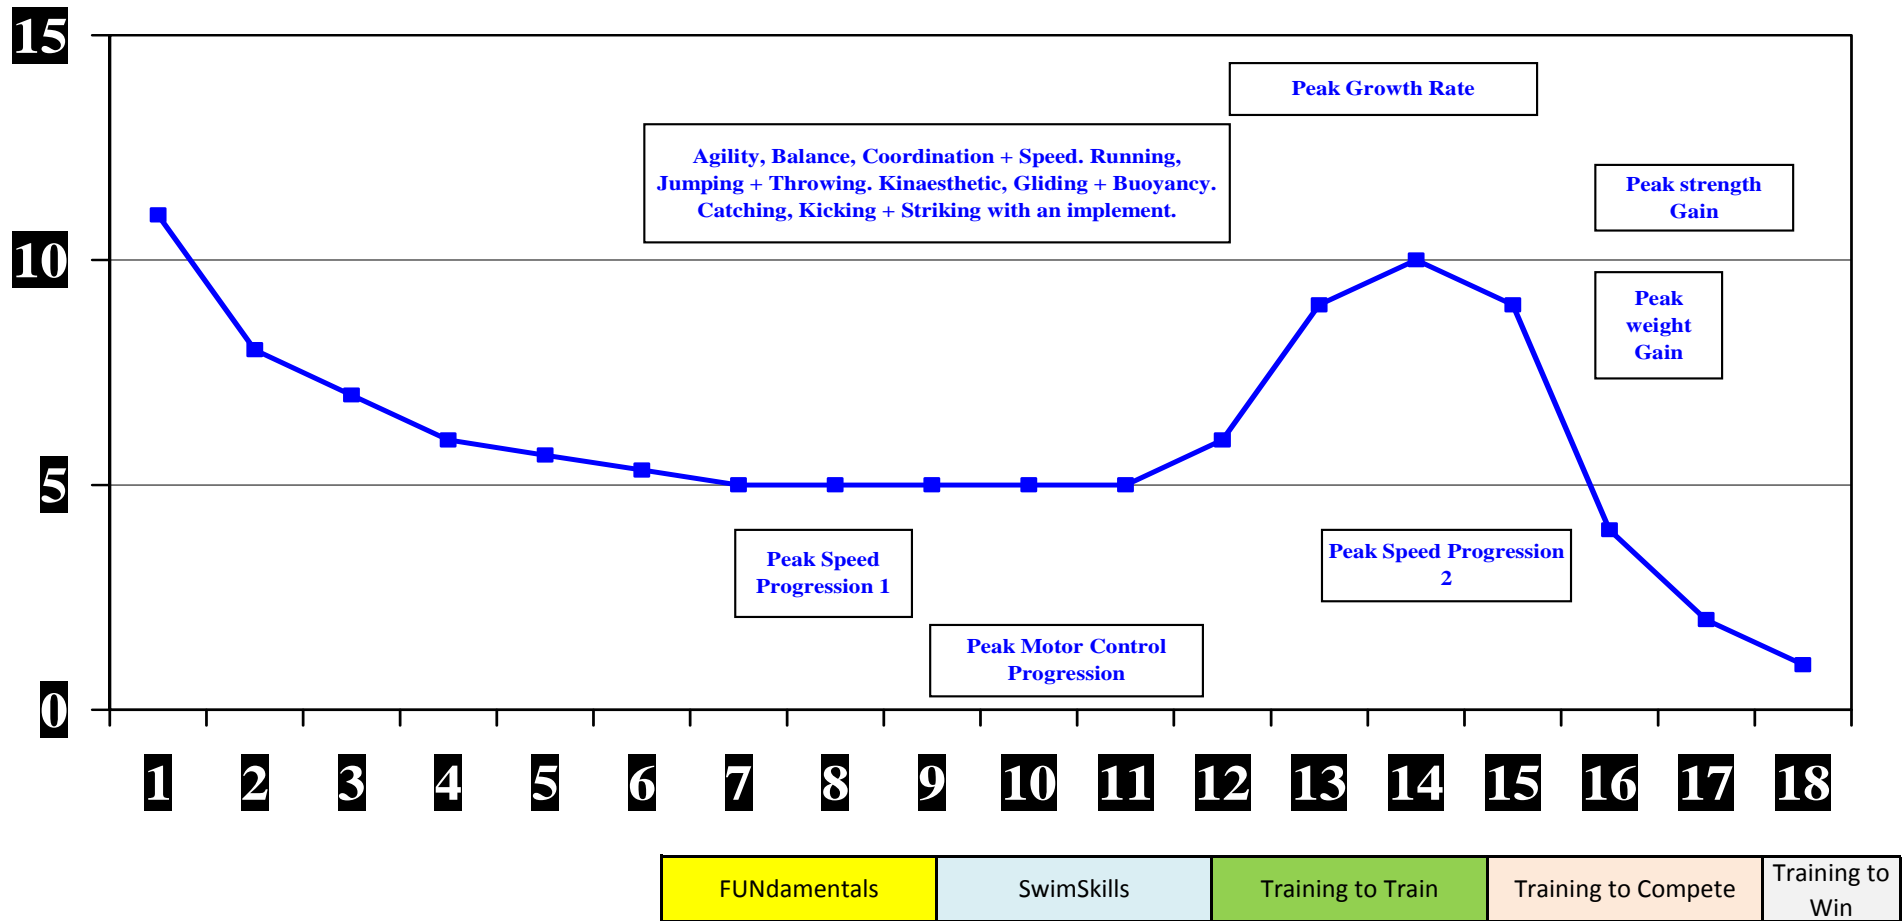 15
Peak Growth Rate
Agility, Balance, Coordination + Speed. Running,
Jumping + Throwing. Kinaesthetic, Gliding + Buoyancy.
Catching, Kicking + Striking with an implement.
Peak strength
Gain
10
Peak
weight
Gain
5
Peak Speed
Progression 1
Peak Speed Progression
2
Peak Motor Control
Progression
0
1 2 3 4 5 6 7 8 9 10 11 12 13 14 15 16 17 18
FUNdamentals
SwimSkills
Training to Train
Training to Compete
Training to
Win